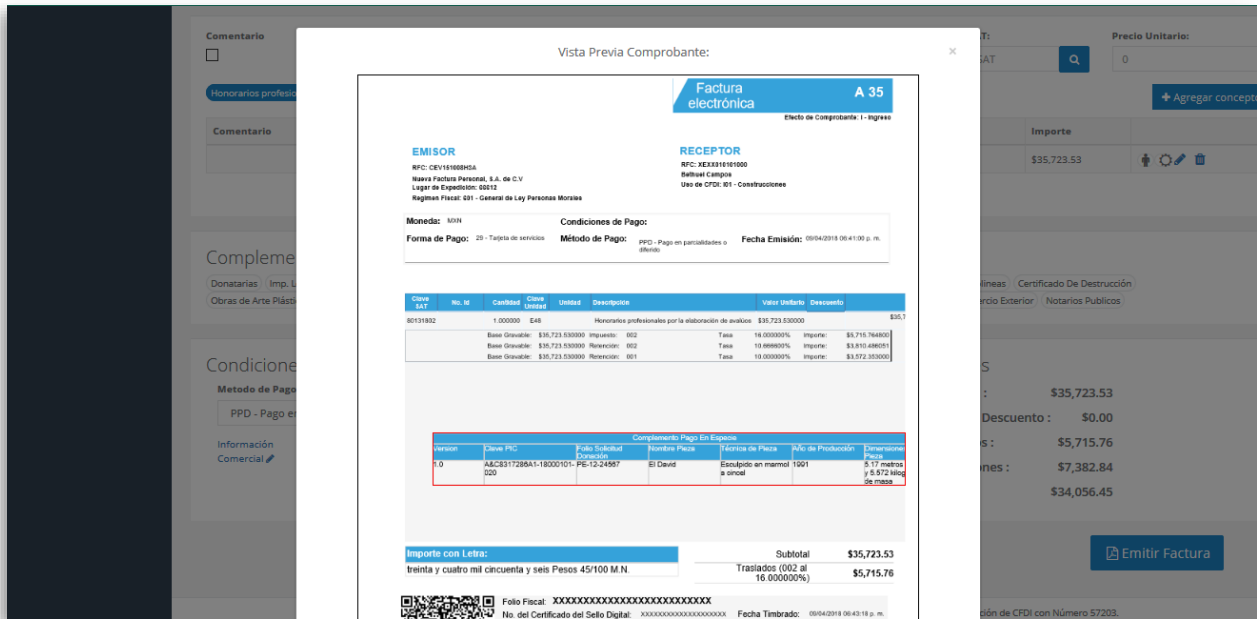 Comentario
Vista Previa Comprobante:
×
AT:
Precio Unitario:
SAT
0
Honorarios profesio
+ Agregar concepto
Comentario
Importe
$35,723.53
Factura
electrónica
A 35
Efecto de Comprobante: I - Ingreso
EMISOR
RECEPTOR
RFC: CEV151008H3A
RFC: XEXX010101000
Nueva Factura Personal, S.A. de C.V
Bethuel Campos
Lugar de Expedición: 00012
Uso de CFDI: I01 - Construcciones
Regimen Fiscal: 601 - General de Ley Personas Morales
Moneda: MXN
Condiciones de Pago:
Forma de Pago: 29 - Tarjeta de servicios
Método de Pago: PPD - Pago en parcialidades o
diferido
Fecha Emisión: 09/04/2018 06:41:00 p. m.
Compleme
Donatarias
Imp. L
Obras de Arte Plásti
lineas
Certificado De Destrucción
rcio Exterior
Notarios Publicos
Clave
SAT
No. Id
Cantidad
Clave
Unidad
Unidad
Descripción
Valor Unitario
Descuento
80131802 1.000000 E48 Honorarios profesionales por la elaboración de avalúos $35,723.530000 $35,7
Base Gravable: $35,723.530000 Impuesto: 002 Tasa 16.000000% Importe: $5,715.764800
Base Gravable: $35,723.530000 Retención: 002 Tasa 10.666600% Importe: $3,810.486051
Base Gravable: $35,723.530000 Retención: 001 Tasa 10.000000% Importe: $3,572.353000
Condicione
Metodo de Pago
PPD - Pago en
Información
Comercial
s
: $35,723.53
Descuento : $0.00
s : $5,715.76
ones : $7,382.84
$34,056.45
Complemento Pago En Especie
Version
Clave PIC
Folio Solicitud
Donación
Nombre Pieza
Técnica de Pieza
Año de Producción
Dimensiones
Pieza
1.0 A&C8317286A1-18000101- PE-12-24567 El David Esculpido en marmol 1991 5.17 metros
020 a cincel y 5.572 kilog
de masa
Importe con Letra:
treinta y cuatro mil cincuenta y seis Pesos 45/100 M.N.
Subtotal $35,723.53
Traslados (002 al
16.000000%) $5,715.76
Emitir Factura
Folio Fiscal: XXXXXXXXXXXXXXXXXXXXXXXXXXX
No. del Certificado del Sello Digital: XXXXXXXXXXXXXXXXXXXX Fecha Timbrado: 09/04/2018 06:43:18 p. m.
ción de CFDI con Número 57203.